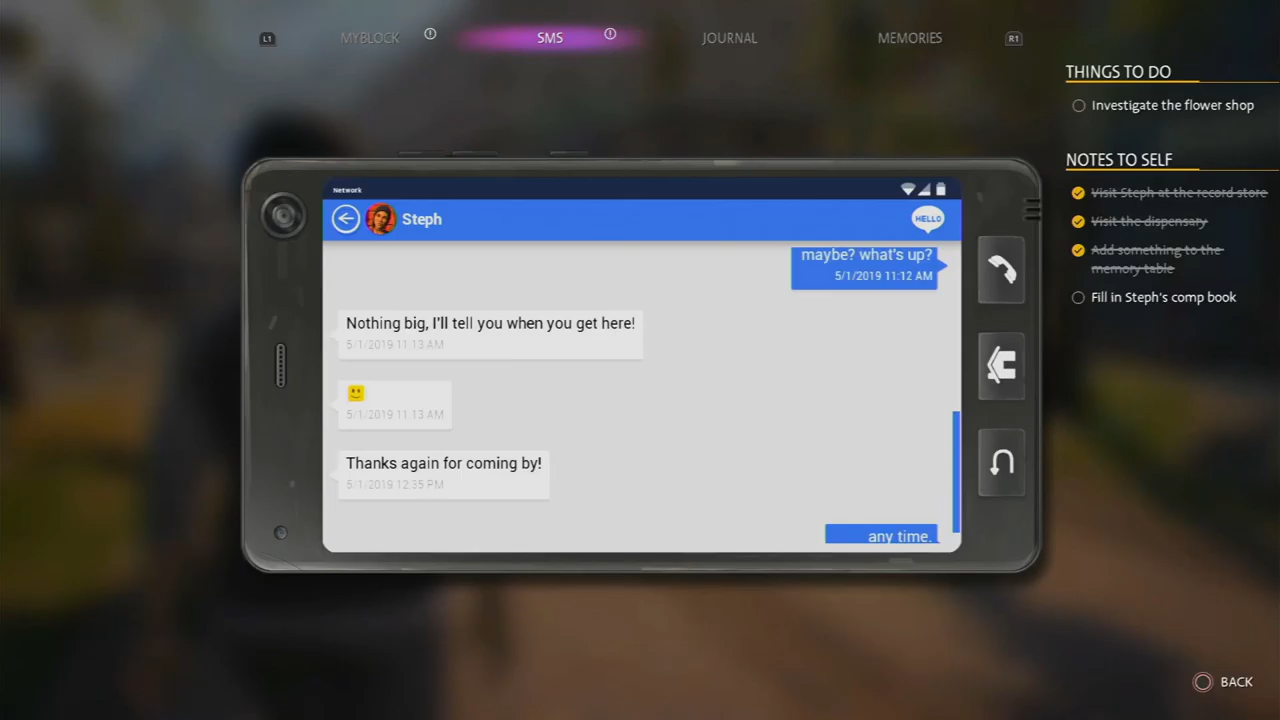 L1
MYBLOCK
SMS
JOURNAL
MEMORIES
R1
THINGS TO DO
Investigate the flower shop
NOTES TO SELF
Visit Steph at the record store
Visit the dispensary
Add something to the
memory table
Fill in Steph's comp book
Network
Steph
HELLO
maybe? what's up?
5/1/2019 11:12 AM
Nothing big, I'll tell you when you get here!
5/1/2019 11:13 AM
5/1/2019 11:13 AM
Thanks again for coming by!
5/1/2019 12:35 PM
any time.
BACK